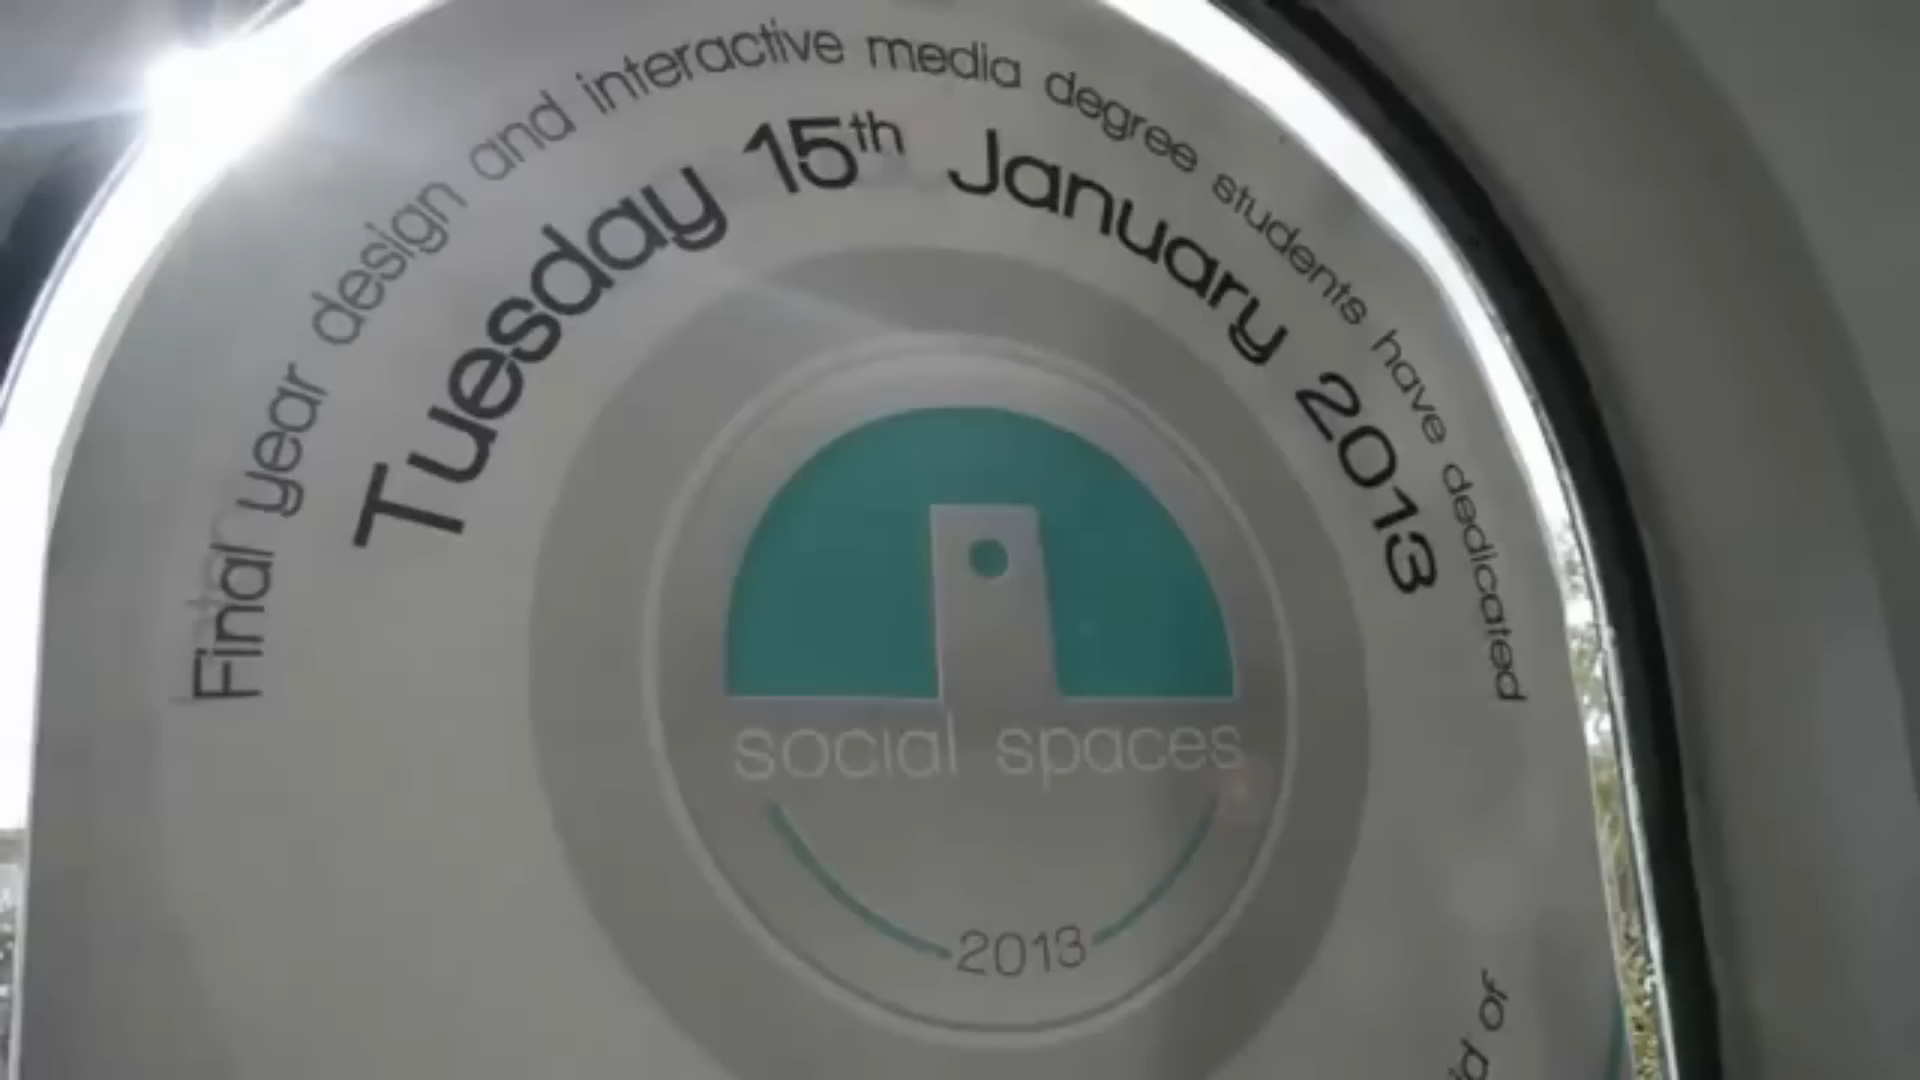 Final year design and interactive media degree students have dedicated
Tuesday 15th January 2013
social spaces
2013